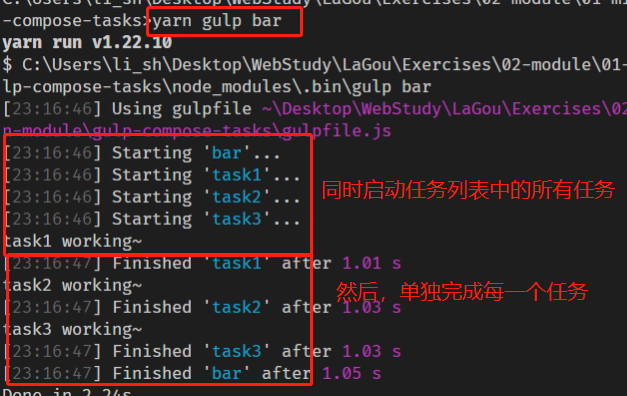 C:\Users\li_sh\Desktop\WebStudy\LaGou\Exercises\02-module\01-m
-compose-tasks>yarn gulp bar
yarn run v1.22.10
$ C:\Users\li_sh\Desktop\WebStudy\LaGou\Exercises\02-module\01-
lp-compose-tasks\node_modules\.bin\gulp bar
[23:16:46] Using gulpfile ~\Desktop\WebStudy\LaGou\Exercises\02
n-module\gulp-compose-tasks\gulpfile.js
[23:16:46] Starting 'bar'...
[23:16:46] Starting 'task1'...
[23:16:46] Starting 'task2'...
同时启动任务列表中的所有任务
[23:16:46] Starting 'task3'...
task1 working~
[23:16:47] Finished 'task1' after 1.01 s
task2 working~
然后，单独完成每一个任务
[23:16:47] Finished 'task2' after 1.03 s
task3 working~
[23:16:47] Finished 'task3' after 1.03 s
[23:16:47] Finished 'bar' after 1.05 s
Done in 2.24s.